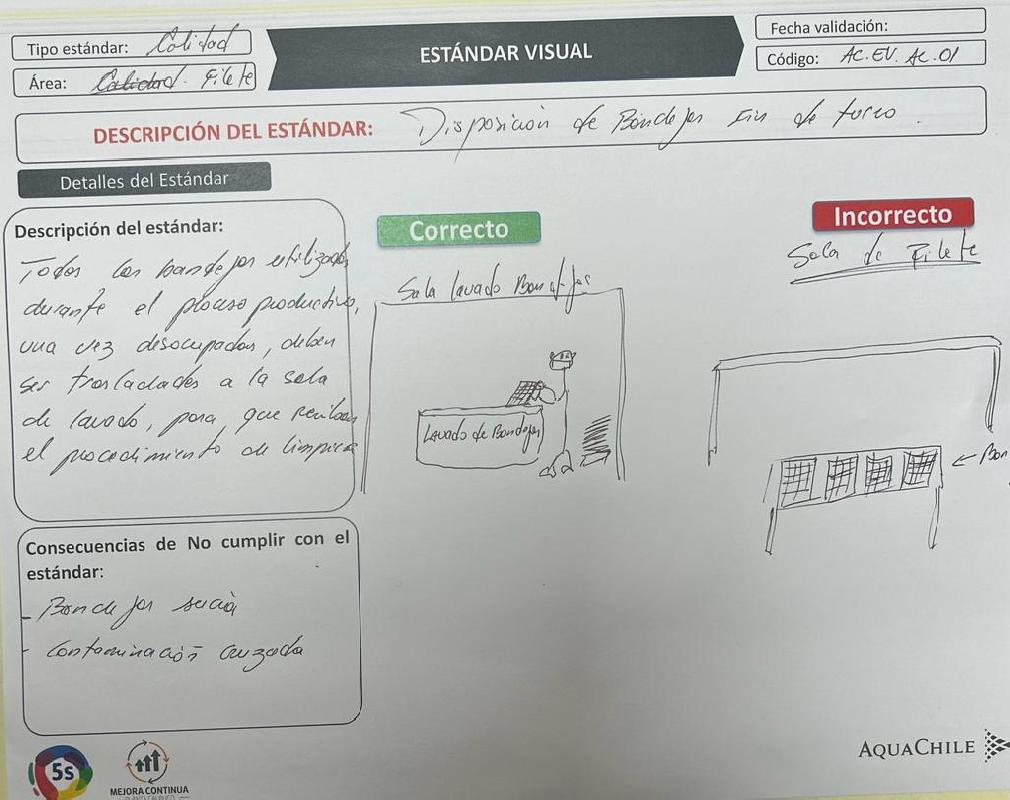 Tipo estándar: Calidad
Área: Calidad. Filete
ESTÁNDAR VISUAL
Fecha validación:
Código: AC.EV.AC.01
DESCRIPCIÓN DEL ESTÁNDAR: Disposición de Bandejas Fin de turno.
Detalles del Estándar
Descripción del estándar:
Todas las bandejas utilizadas
durante el proceso productivo,
una vez desocupadas, deben
ser trasladadas a la sala
de lavado, para que reciban
el procedimiento de limpieza
Correcto
Sala lavado Bandejas
Lavado de Bandejas
Incorrecto
Sala de Filete
← Ban
Consecuencias de No cumplir con el
estándar:
- Bandejas sucia
- Contaminación cruzada
5s
MEJORA CONTINUA
AQUACHILE